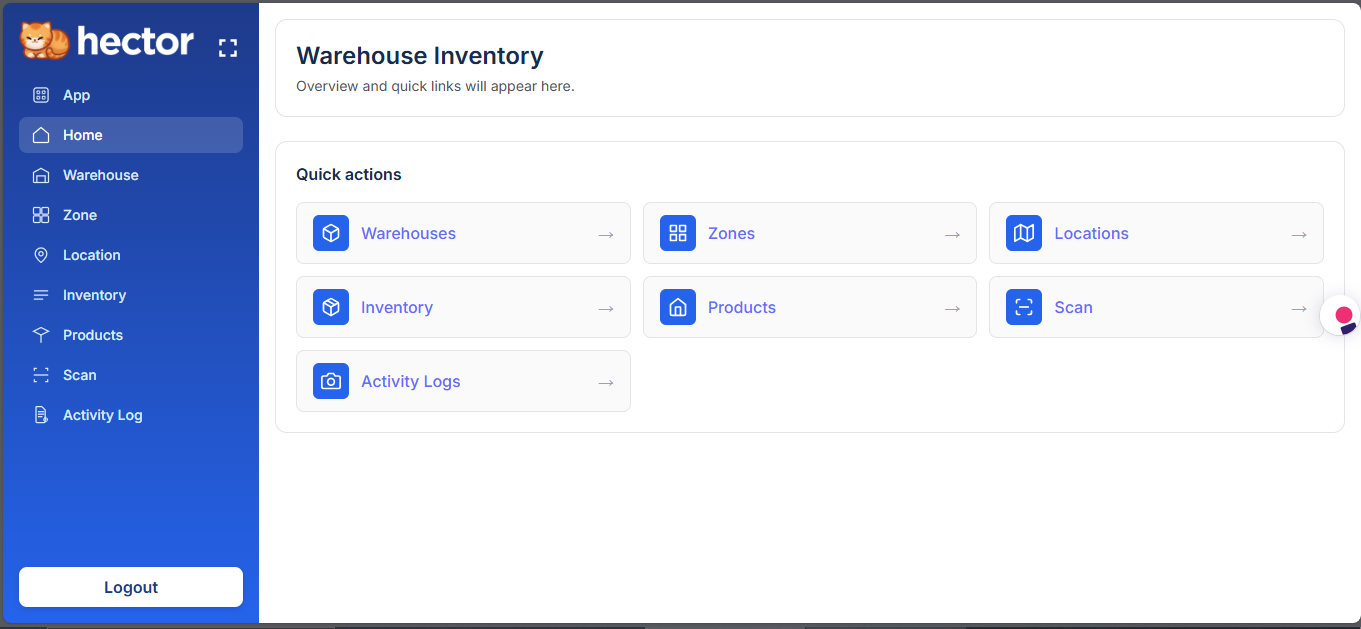 hector
App
Home
Warehouse
Zone
Location
Inventory
Products
Scan
Activity Log
Logout
Warehouse Inventory
Overview and quick links will appear here.
Quick actions
Warehouses →
Zones →
Locations →
Inventory →
Products →
Scan →
Activity Logs →